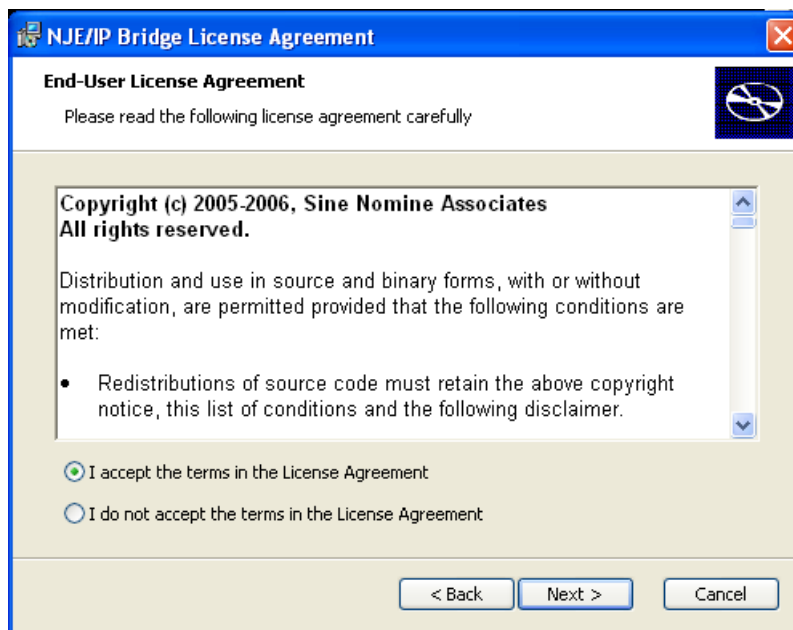 NJE/IP Bridge License Agreement
End-User License Agreement
Please read the following license agreement carefully
Copyright (c) 2005-2006, Sine Nomine Associates
All rights reserved.
Distribution and use in source and binary forms, with or without
modification, are permitted provided that the following conditions are
met:
• Redistributions of source code must retain the above copyright
notice, this list of conditions and the following disclaimer.
I accept the terms in the License Agreement
I do not accept the terms in the License Agreement
< Back Next > Cancel